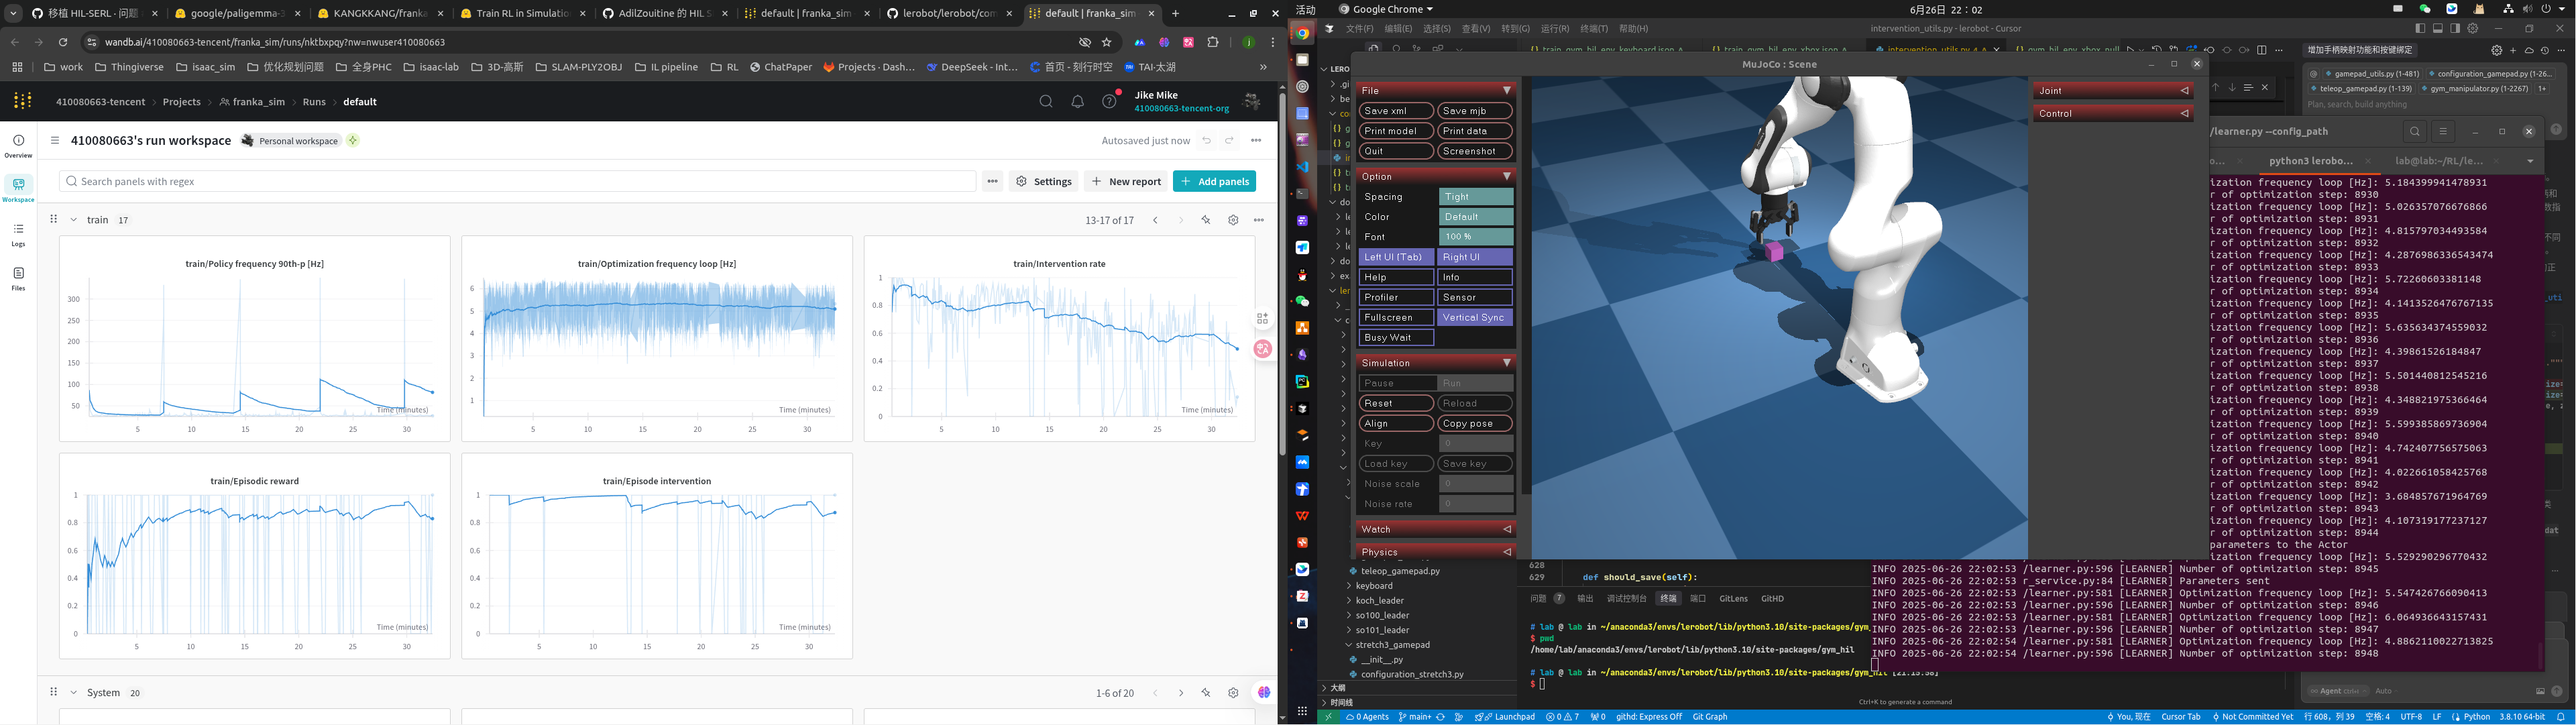 移植 HIL-SERL · 问题
google/paligemma-3
KANGKKANG/franka
Train RL in Simulation
AdilZouitine 的 HIL S
default | franka_sim
lerobot/lerobot/com
default | franka_sim
wandb.ai/410080663-tencent/franka_sim/runs/nktbxpqy?nw=nwuser410080663
work
Thingiverse
isaac_sim
优化规划问题
全身PHC
isaac-lab
3D-高斯
SLAM-PLY2OBJ
IL pipeline
RL
ChatPaper
Projects · Dash…
DeepSeek - Int…
首页 - 刻行时空
TAI-太湖
410080663-tencent
Projects
franka_sim
Runs
default
Jike Mike
410080663-tencent-org
Overview
Workspace
Logs
Files
410080663's run workspace
Personal workspace
Autosaved just now
Search panels with regex
Settings
New report
Add panels
train 17
13-17 of 17
train/Policy frequency 90th-p [Hz]
300
250
200
150
100
50
Time (minutes)
5 10 15 20 25 30
train/Optimization frequency loop [Hz]
6
5
4
3
2
1
Time (minutes)
5 10 15 20 25 30
train/Intervention rate
1
0.8
0.6
0.4
0.2
0
Time (minutes)
5 10 15 20 25 30
train/Episodic reward
1
0.8
0.6
0.4
0.2
0
Time (minutes)
5 10 15 20 25 30
train/Episode intervention
1
0.8
0.6
0.4
0.2
0
Time (minutes)
5 10 15 20 25 30
System 20
1-6 of 20
活动
Google Chrome
6月26日 22：02
文件(F) 编辑(E) 选择(S) 查看(V) 转到(G) 运行(R) 终端(T) 帮助(H)
intervention_utils.py - lerobot - Cursor
train_gym_hil_env_keyboard.json
train_gym_hil_env_xbox.json
intervention_utils.py 4
gym_hil_env_xbox_null
增加手柄映射功能和按键绑定
gamepad_utils.py (1-481)
configuration_gamepad.py (1-26...
teleop_gamepad.py (1-139)
gym_manipulator.py (1-2267)
1+
Plan, search, build anything
MuJoCo : Scene
File
Save xml
Save mjb
Print model
Print data
Quit
Screenshot
Option
Spacing
Tight
Color
Default
Font
100 %
Left UI (Tab)
Right UI
Help
Info
Profiler
Sensor
Fullscreen
Vertical Sync
Busy Wait
Simulation
Pause
Run
Reset
Reload
Align
Copy pose
Key
0
Load key
Save key
Noise scale
0
Noise rate
0
Watch
Physics
Joint
Control
/learner.py --config_path
python3 lerobo...
lab@lab:~/RL/le...
ization frequency loop [Hz]: 5.184399941478931
r of optimization step: 8930
ization frequency loop [Hz]: 5.026357076676866
r of optimization step: 8931
ization frequency loop [Hz]: 4.815797034493584
r of optimization step: 8932
ization frequency loop [Hz]: 4.2876986336543474
r of optimization step: 8933
ization frequency loop [Hz]: 5.72260603381148
r of optimization step: 8934
ization frequency loop [Hz]: 4.1413526476767135
r of optimization step: 8935
ization frequency loop [Hz]: 5.635634374559032
r of optimization step: 8936
ization frequency loop [Hz]: 4.39861526184847
r of optimization step: 8937
ization frequency loop [Hz]: 5.501440812545216
r of optimization step: 8938
ization frequency loop [Hz]: 4.348821975366464
r of optimization step: 8939
ization frequency loop [Hz]: 5.599385869736904
r of optimization step: 8940
ization frequency loop [Hz]: 4.742407756575063
r of optimization step: 8941
ization frequency loop [Hz]: 4.022661058425768
r of optimization step: 8942
ization frequency loop [Hz]: 3.684857671964769
r of optimization step: 8943
ization frequency loop [Hz]: 4.107319177237127
r of optimization step: 8944
parameters to the Actor
ization frequency loop [Hz]: 5.529290296770432
INFO 2025-06-26 22:02:53 /learner.py:596 [LEARNER] Number of optimization step: 8945
INFO 2025-06-26 22:02:53 r_service.py:84 [LEARNER] Parameters sent
INFO 2025-06-26 22:02:53 /learner.py:581 [LEARNER] Optimization frequency loop [Hz]: 5.547426766090413
INFO 2025-06-26 22:02:53 /learner.py:596 [LEARNER] Number of optimization step: 8946
INFO 2025-06-26 22:02:53 /learner.py:581 [LEARNER] Optimization frequency loop [Hz]: 6.064936643157431
INFO 2025-06-26 22:02:53 /learner.py:596 [LEARNER] Number of optimization step: 8947
INFO 2025-06-26 22:02:54 /learner.py:581 [LEARNER] Optimization frequency loop [Hz]: 4.8862110022713825
INFO 2025-06-26 22:02:54 /learner.py:596 [LEARNER] Number of optimization step: 8948
teleop_gamepad.py
keyboard
koch_leader
so100_leader
so101_leader
stretch3_gamepad
__init__.py
configuration_stretch3.py
大纲
时间线
628
629 def should_save(self):
问题 7 输出 调试控制台 终端 端口 GitLens GitHD
# lab @ lab in ~/anaconda3/envs/lerobot/lib/python3.10/site-packages/gym_
$ pwd
/home/lab/anaconda3/envs/lerobot/lib/python3.10/site-packages/gym_hil
# lab @ lab in ~/anaconda3/envs/lerobot/lib/python3.10/site-packages/gym_hil [21:15:58]
$
Ctrl+K to generate a command
Agent
Auto
0 Agents
main+
Launchpad
0 7
0
githd: Express Off
Git Graph
You, 现在
Cursor Tab
Not Committed Yet
行 608，列 39
空格: 4
UTF-8
LF
Python
3.8.10 64-bit